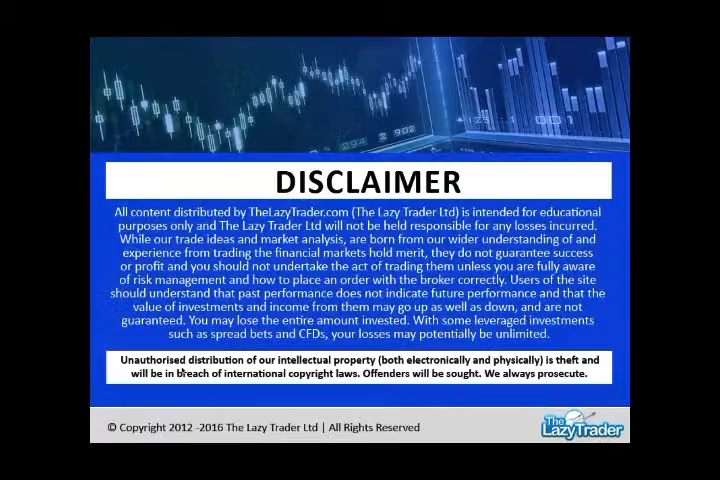 294 2 902
125 001
DISCLAIMER
All content distributed by TheLazyTrader.com (The Lazy Trader Ltd) is intended for educational
purposes only and The Lazy Trader Ltd will not be held responsible for any losses incurred.
While our trade ideas and market analysis, are born from our wider understanding of and
experience from trading the financial markets hold merit, they do not guarantee success
or profit and you should not undertake the act of trading them unless you are fully aware
of risk management and how to place an order with the broker correctly. Users of the site
should understand that past performance does not indicate future performance and that the
value of investments and income from them may go up as well as down, and are not
guaranteed. You may lose the entire amount invested. With some leveraged investments
such as spread bets and CFDs, your losses may potentially be unlimited.
Unauthorised distribution of our intellectual property (both electronically and physically) is theft and
will be in breach of international copyright laws. Offenders will be sought. We always prosecute.
© Copyright 2012 -2016 The Lazy Trader Ltd | All Rights Reserved
The
LazyTrader